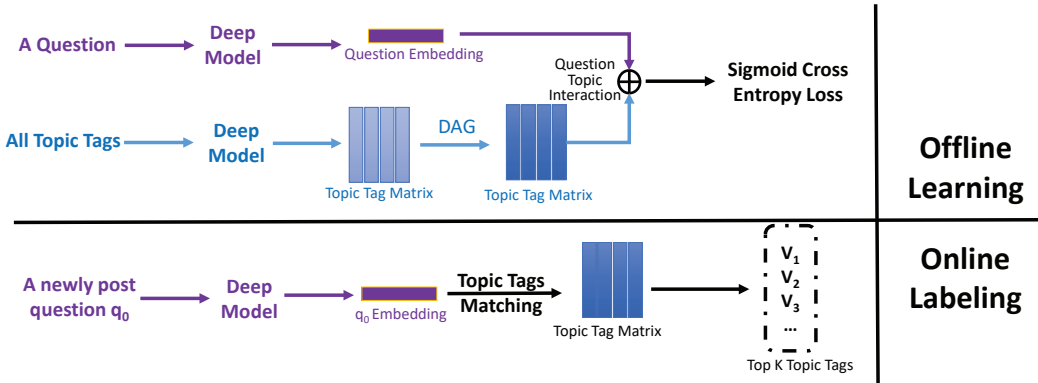 A Question
Deep
Model
Question Embedding
Question
Topic
Interaction
Sigmoid Cross
Entropy Loss
All Topic Tags
Deep
Model
Topic Tag Matrix
DAG
Topic Tag Matrix
Offline
Learning
A newly post
question q₀
Deep
Model
q₀ Embedding
Topic Tags
Matching
Topic Tag Matrix
V₁
V₂
V₃
...
Top K Topic Tags
Online
Labeling